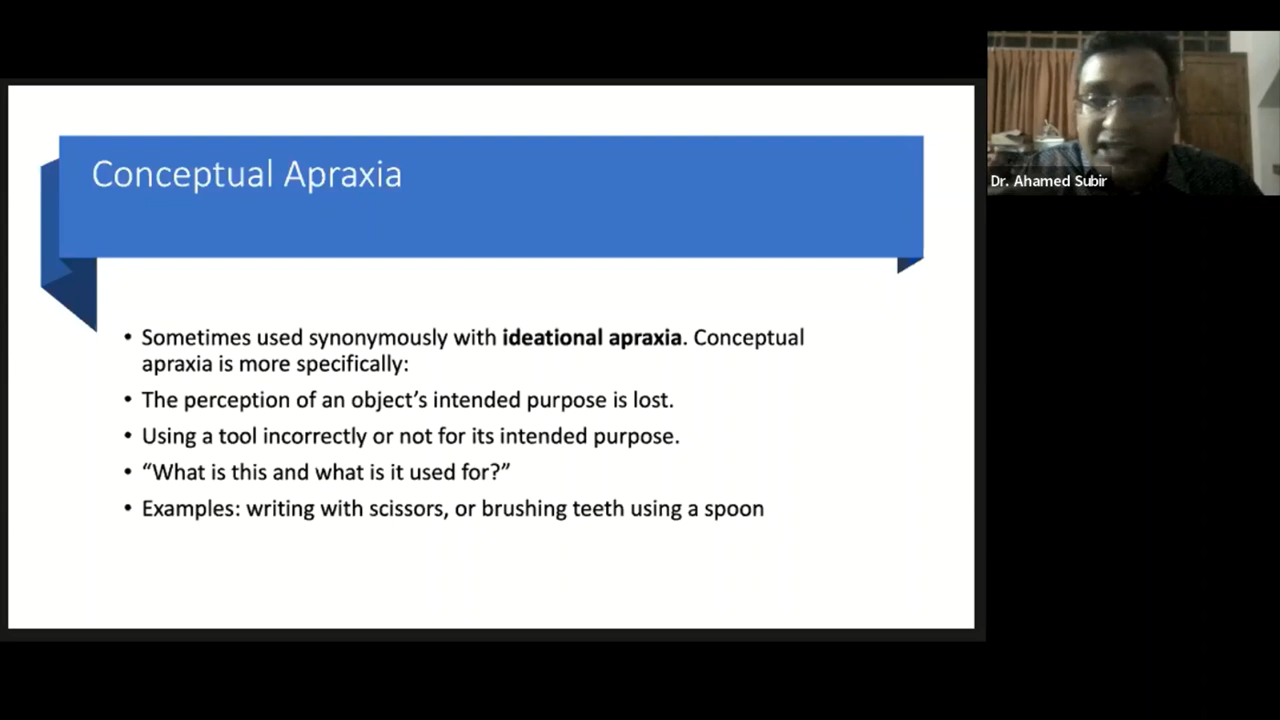 Conceptual Apraxia
• Sometimes used synonymously with ideational apraxia. Conceptual
apraxia is more specifically:
• The perception of an object’s intended purpose is lost.
• Using a tool incorrectly or not for its intended purpose.
• “What is this and what is it used for?”
• Examples: writing with scissors, or brushing teeth using a spoon
Dr. Ahamed Subir